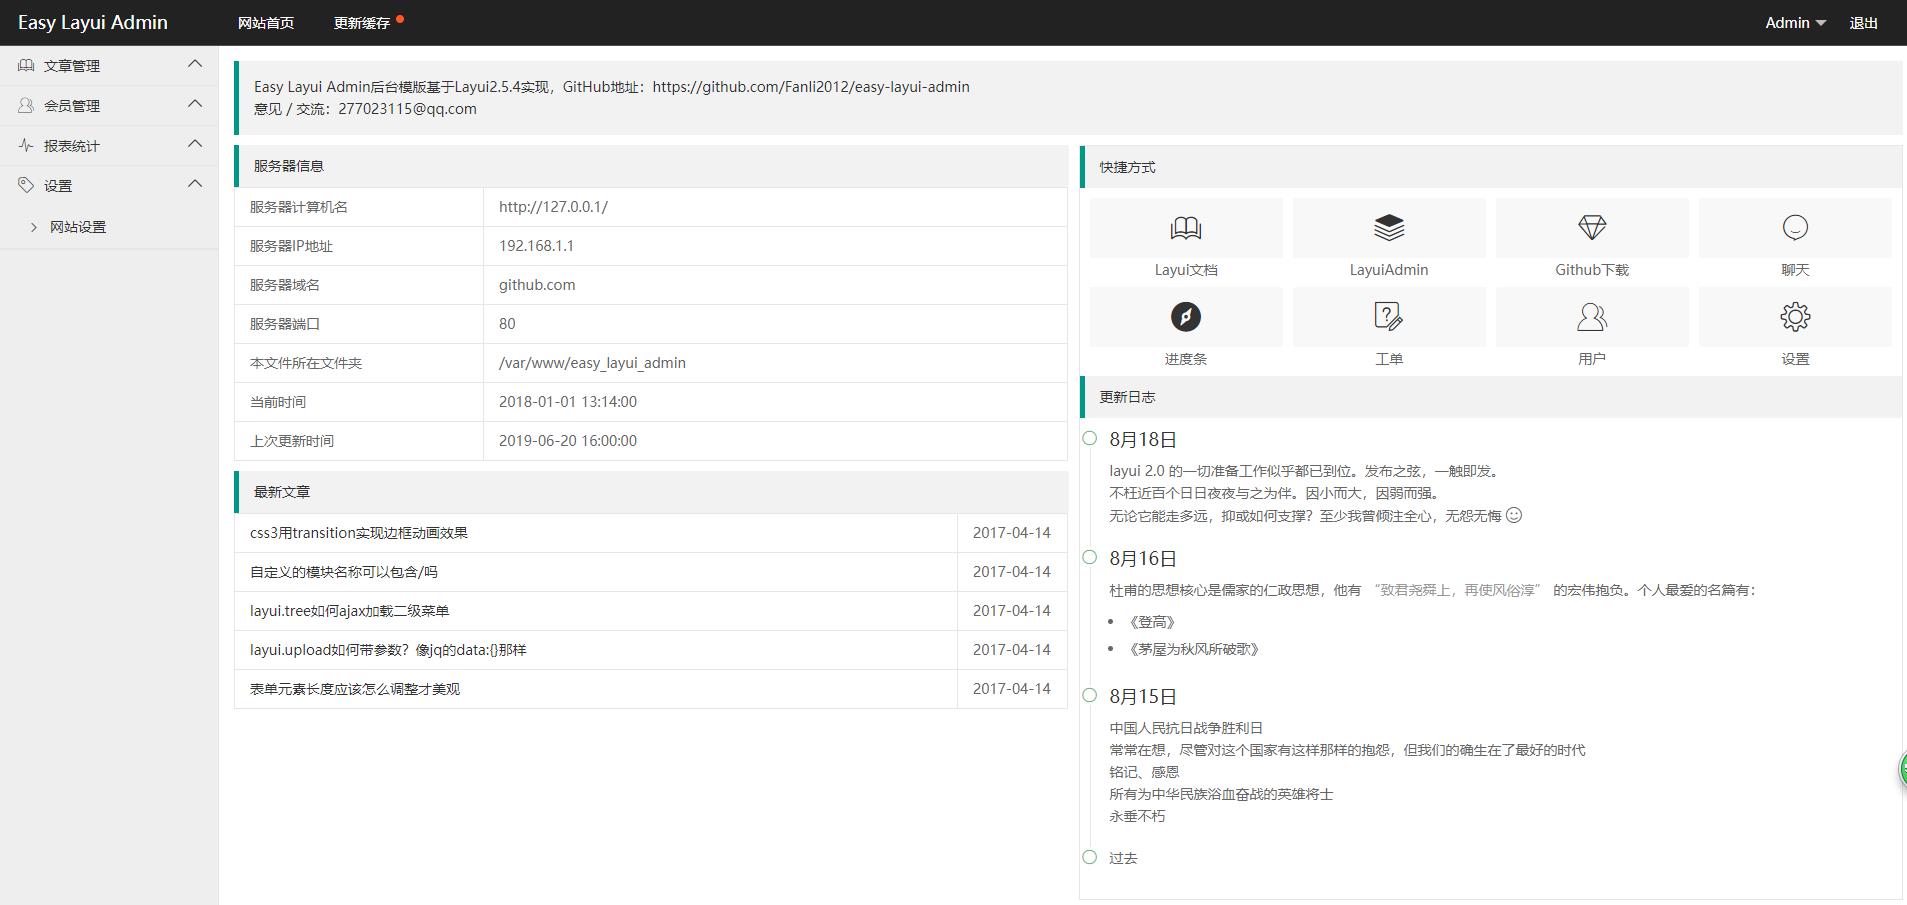 Easy Layui Admin
网站首页
更新缓存
Admin
退出
文章管理
会员管理
报表统计
设置
网站设置
Easy Layui Admin后台模版基于Layui2.5.4实现，GitHub地址：https://github.com/Fanli2012/easy-layui-admin
意见 / 交流：277023115@qq.com
服务器信息
服务器计算机名 http://127.0.0.1/
服务器IP地址 192.168.1.1
服务器域名 github.com
服务器端口 80
本文件所在文件夹 /var/www/easy_layui_admin
当前时间 2018-01-01 13:14:00
上次更新时间 2019-06-20 16:00:00
最新文章
css3用transition实现边框动画效果 2017-04-14
自定义的模块名称可以包含/吗 2017-04-14
layui.tree如何ajax加载二级菜单 2017-04-14
layui.upload如何带参数？像jq的data:{}那样 2017-04-14
表单元素长度应该怎么调整才美观 2017-04-14
快捷方式
Layui文档 LayuiAdmin Github下载 聊天
进度条 工单 用户 设置
更新日志
8月18日
layui 2.0 的一切准备工作似乎都已到位。发布之弦，一触即发。
不枉近百个日日夜夜与之为伴。因小而大，因弱而强。
无论它能走多远，抑或如何支撑？至少我曾倾注全心，无怨无悔
8月16日
杜甫的思想核心是儒家的仁政思想，他有 “致君尧舜上，再使风俗淳” 的宏伟抱负。个人最爱的名篇有：
• 《登高》
• 《茅屋为秋风所破歌》
8月15日
中国人民抗日战争胜利日
常常在想，尽管对这个国家有这样那样的抱怨，但我们的确生在了最好的时代
铭记、感恩
所有为中华民族浴血奋战的英雄将士
永垂不朽
过去